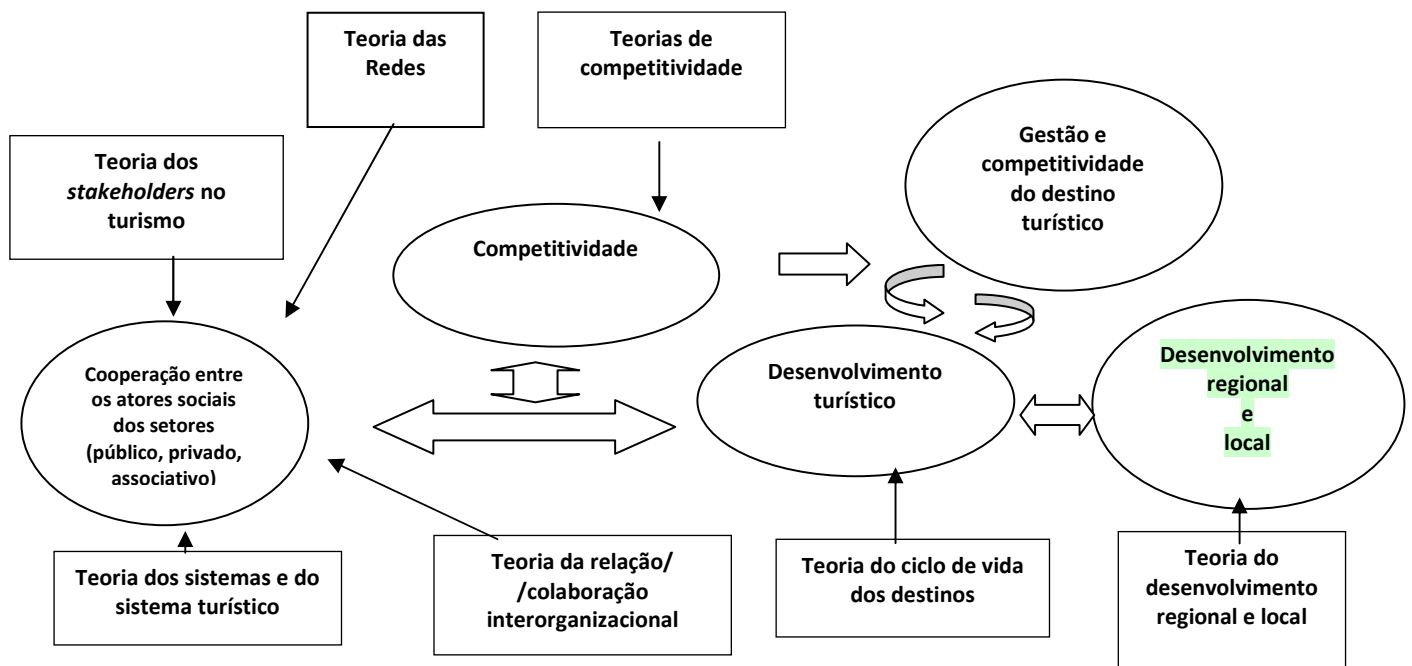 Teoria das
Redes
Teorias de
competitividade
Gestão e
competitividade
do destino
turístico
Teoria dos
stakeholders no
turismo
Competitividade
Cooperação entre
os atores sociais
dos setores
(público, privado,
associativo)
Desenvolvimento
turístico
Desenvolvimento
regional
e
local
Teoria dos sistemas e do
sistema turístico
Teoria da relação/
/colaboração
interorganizacional
Teoria do ciclo de vida
dos destinos
Teoria do
desenvolvimento
regional e local